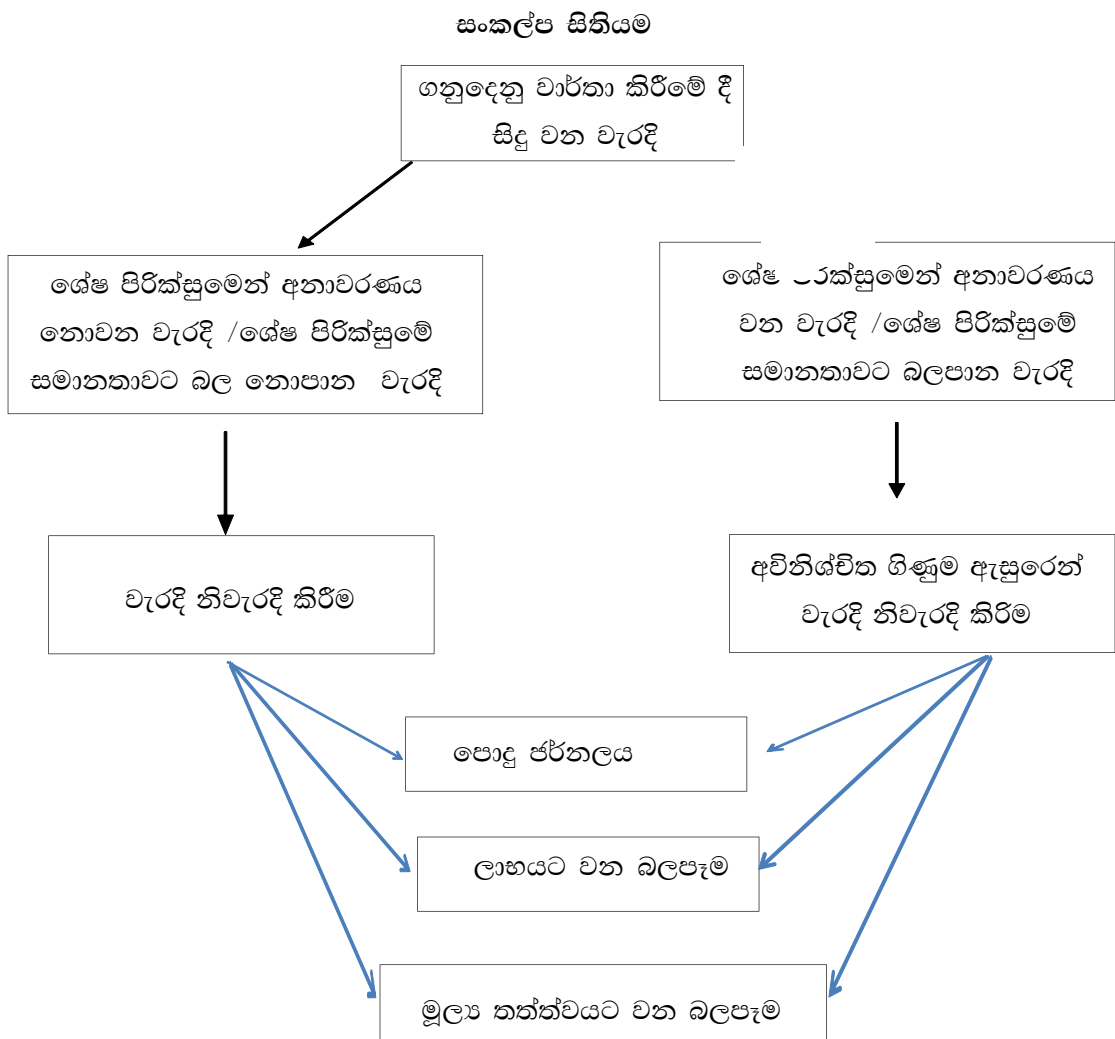 සංකල්ප සිතියම
ගනුදෙනු වාර්තා කිරීමේ දී
සිදු වන වැරදි
ශේෂ පිරික්සුමෙන් අනාවරණය
නොවන වැරදි /ශේෂ පිරික්සුමේ
සමානතාවට බල නොපාන වැරදි
ශේෂ අනාවරණය
වන වැරදි /ශේෂ පිරික්සුමේ
සමානතාවට බලපාන වැරදි
වැරදි නිවැරදි කිරීම
අවිනිශ්චිත ගිණුම ඇසුරෙන්
වැරදි නිවැරදි කිරිම
පොදු ජර්නලය
ලාභයට වන බලපෑම
මූල්‍ය තත්ත්වයට වන බලපෑම